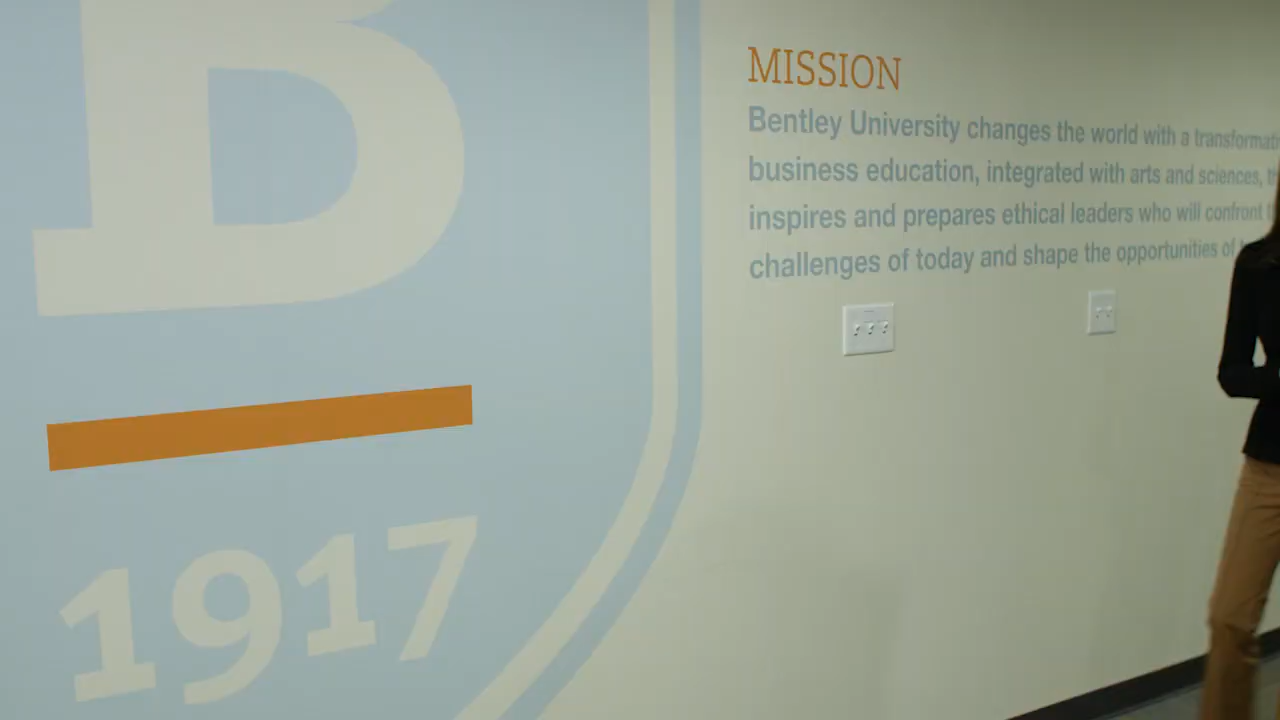 B
1917
MISSION
Bentley University changes the world with a
business education, integrated with arts and sciences,
inspires and prepares ethical leaders who will confront
challenges of today and shape the opportunities of